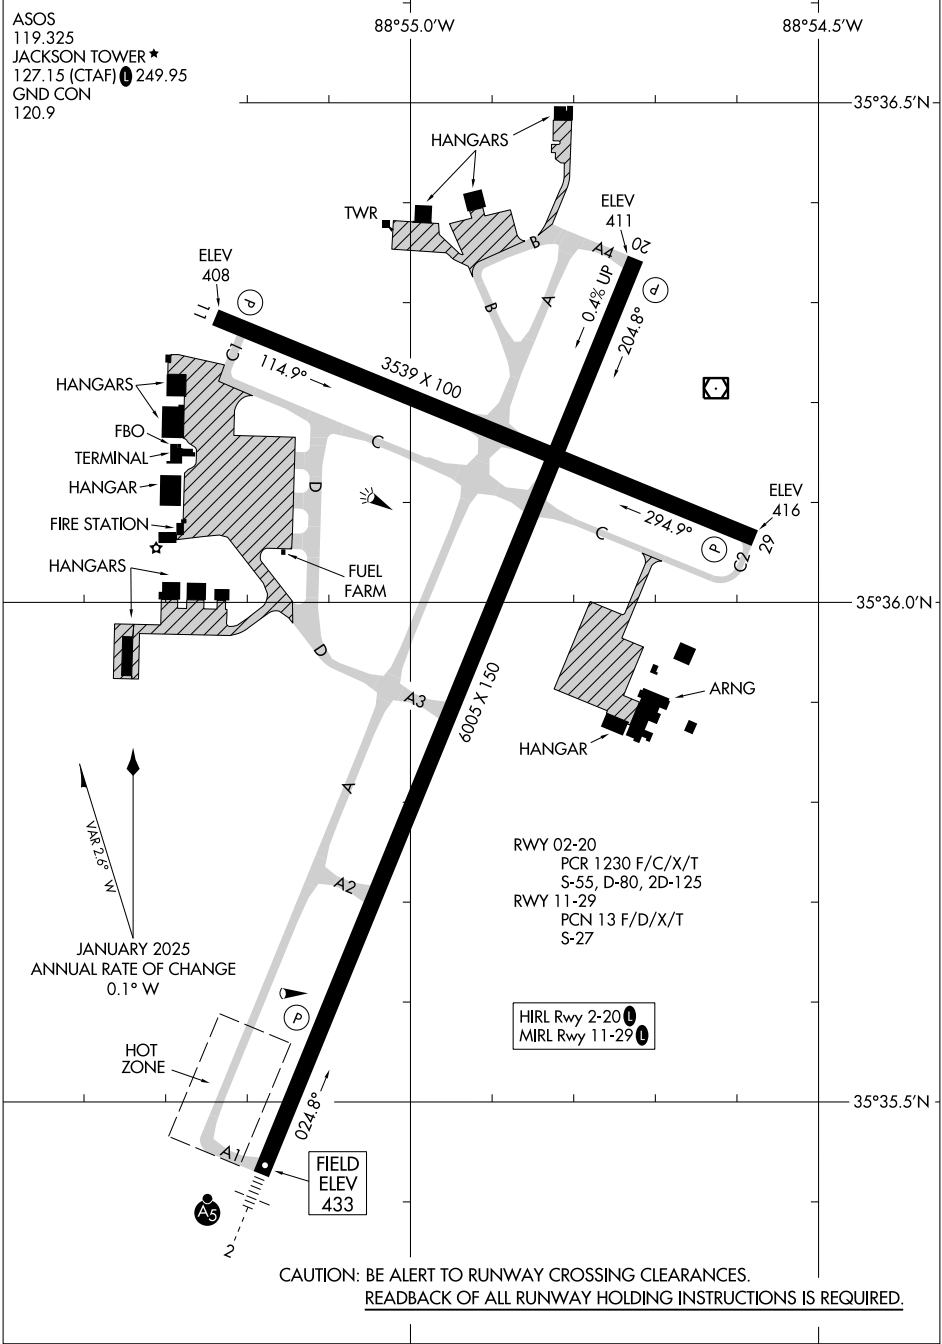 ASOS
119.325
JACKSON TOWER ★
127.15 (CTAF) L 249.95
GND CON
120.9
88°55.0'W
88°54.5'W
35°36.5'N
HANGARS
TWR
ELEV
411
20
A4
B
ELEV
408
11
P
P
0.4% UP
204.8°
A
B
C1
114.9°
3539 X 100
HANGARS
FBO
TERMINAL
HANGAR
FIRE STATION
HANGARS
C
D
ELEV
416
294.9°
P
29
C
C2
FUEL
FARM
35°36.0'N
D
A3
6005 X 150
ARNG
HANGAR
A
VAR 2.6° W
JANUARY 2025
ANNUAL RATE OF CHANGE
0.1° W
A2
RWY 02-20
PCR 1230 F/C/X/T
S-55, D-80, 2D-125
RWY 11-29
PCN 13 F/D/X/T
S-27
P
HIRL Rwy 2-20 L
MIRL Rwy 11-29 L
HOT
ZONE
35°35.5'N
024.8°
A1
FIELD
ELEV
433
A5
2
CAUTION: BE ALERT TO RUNWAY CROSSING CLEARANCES.
READBACK OF ALL RUNWAY HOLDING INSTRUCTIONS IS REQUIRED.